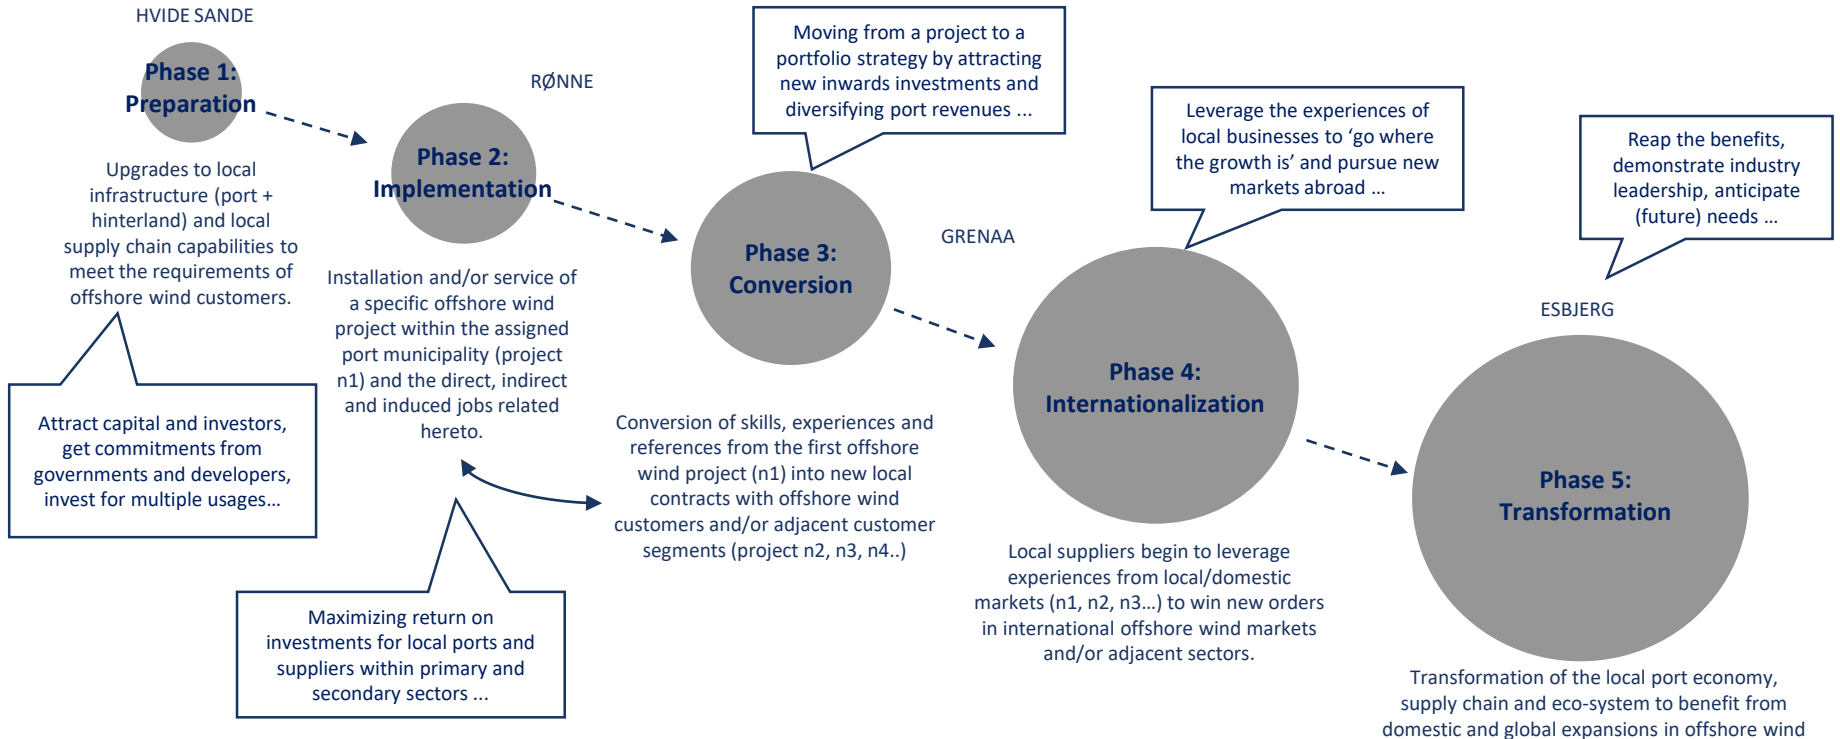 HVIDE SANDE
Phase 1:
Preparation
Upgrades to local
infrastructure (port +
hinterland) and local
supply chain capabilities to
meet the requirements of
offshore wind customers.
Attract capital and investors,
get commitments from
governments and developers,
invest for multiple usages…
RØNNE
Phase 2:
Implementation
Installation and/or service of
a specific offshore wind
project within the assigned
port municipality (project
n1) and the direct, indirect
and induced jobs related
hereto.
Maximizing return on
investments for local ports and
suppliers within primary and
secondary sectors ...
Moving from a project to a
portfolio strategy by attracting
new inwards investments and
diversifying port revenues ...
Phase 3:
Conversion
Conversion of skills, experiences and
references from the first offshore
wind project (n1) into new local
contracts with offshore wind
customers and/or adjacent customer
segments (project n2, n3, n4..)
GRENAA
Leverage the experiences of
local businesses to ‘go where
the growth is’ and pursue new
markets abroad …
Phase 4:
Internationalization
Local suppliers begin to leverage
experiences from local/domestic
markets (n1, n2, n3…) to win new orders
in international offshore wind markets
and/or adjacent sectors.
Reap the benefits,
demonstrate industry
leadership, anticipate
(future) needs …
ESBJERG
Phase 5:
Transformation
Transformation of the local port economy,
supply chain and eco-system to benefit from
domestic and global expansions in offshore wind